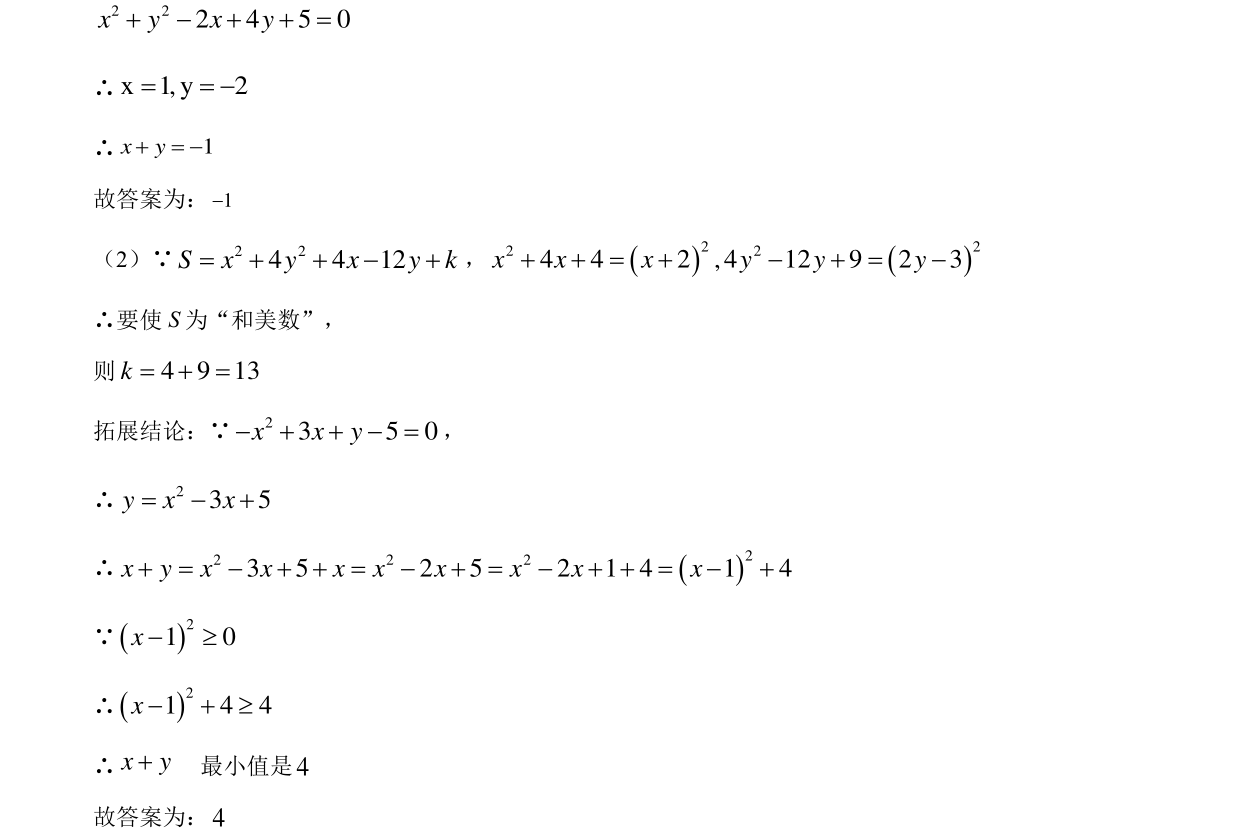 x² + y² − 2x + 4y + 5 = 0
∴ x = 1, y = −2
∴ x + y = −1
故答案为：−1
（2）∵ S = x² + 4y² + 4x − 12y + k ，x² + 4x + 4 = (x + 2)² , 4y² − 12y + 9 = (2y − 3)²
∴要使 S 为“和美数”，
则 k = 4 + 9 = 13
拓展结论：∵ −x² + 3x + y − 5 = 0，
∴ y = x² − 3x + 5
∴ x + y = x² − 3x + 5 + x = x² − 2x + 5 = x² − 2x + 1 + 4 = (x − 1)² + 4
∵ (x − 1)² ≥ 0
∴ (x − 1)² + 4 ≥ 4
∴ x + y 最小值是 4
故答案为：4